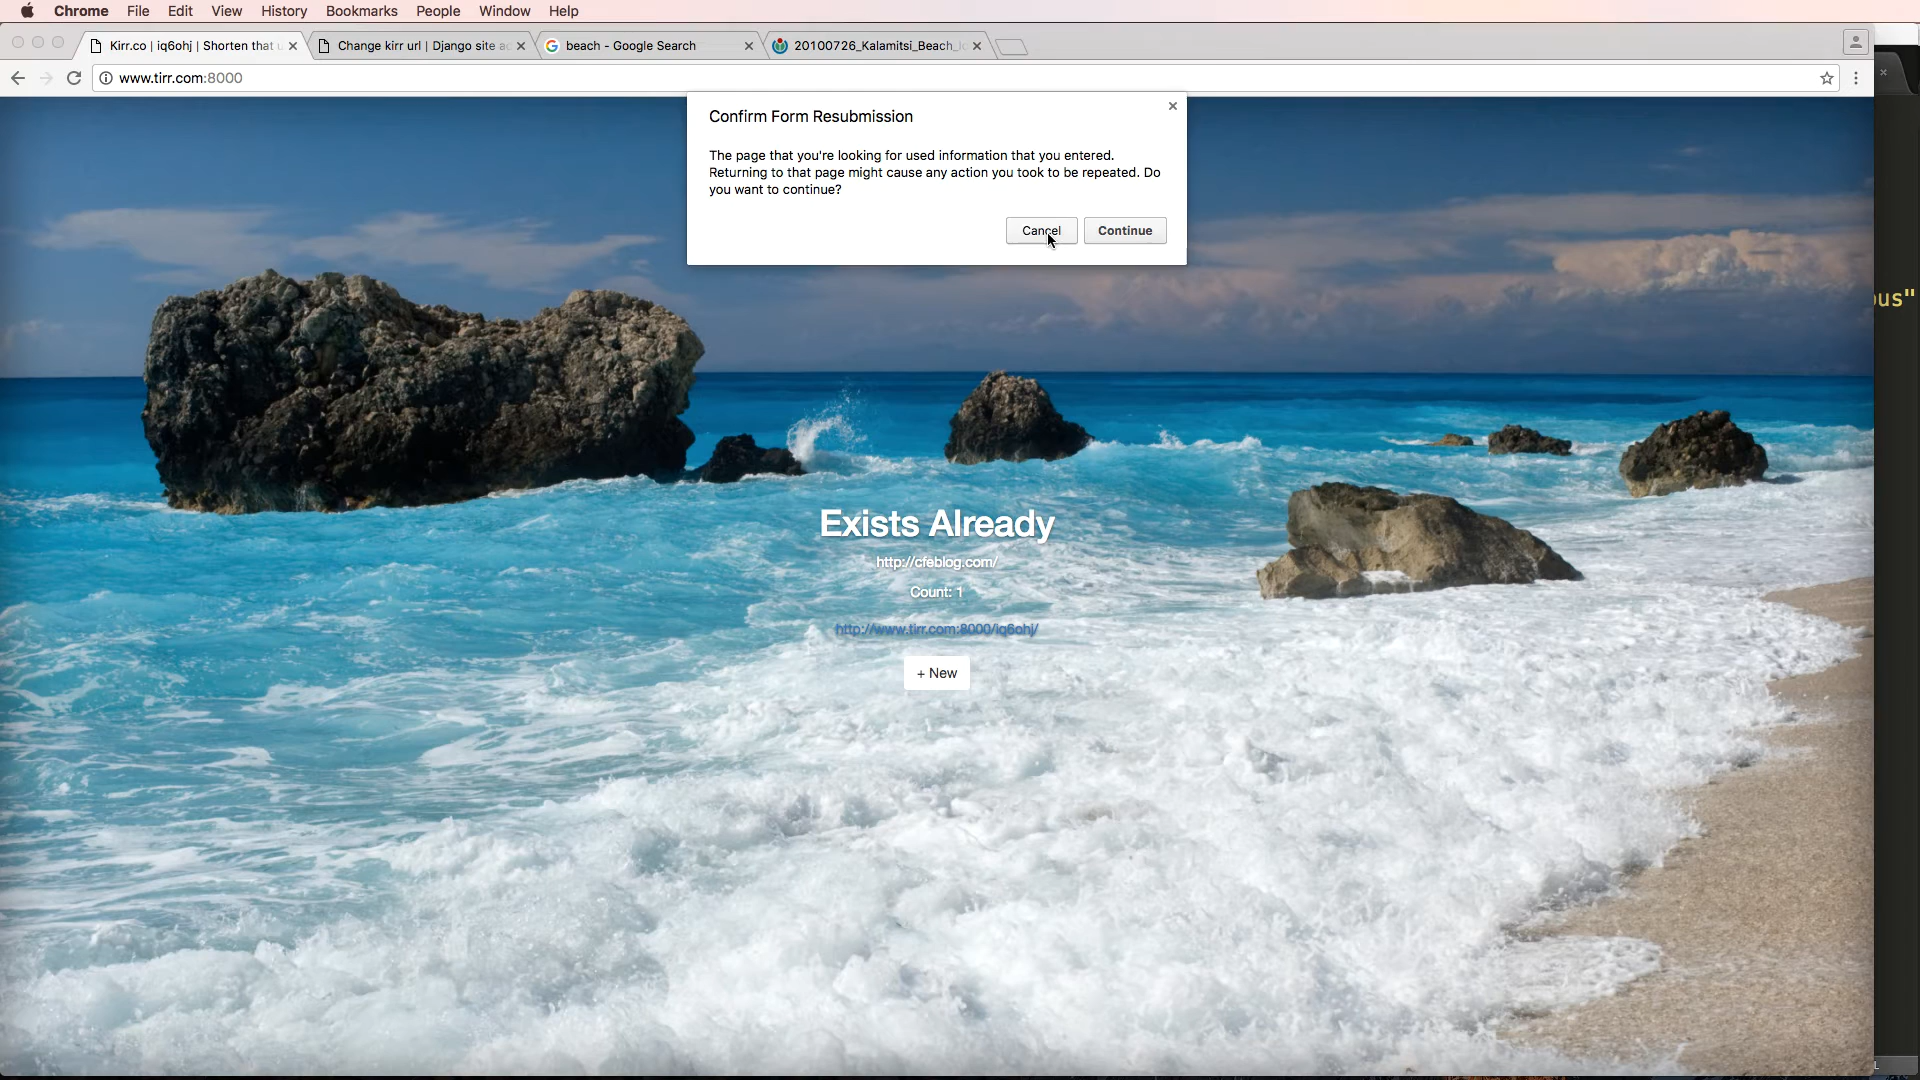 Chrome File Edit View History Bookmarks People Window Help
Kirr.co | iq6ohj | Shorten that
Change kirr url | Django site
beach - Google Search
20100726_Kalamitsi_Beach
www.tirr.com:8000
Confirm Form Resubmission
The page that you're looking for used information that you entered.
Returning to that page might cause any action you took to be repeated. Do
you want to continue?
Cancel
Continue
Exists Already
http://cfeblog.com/
Count: 1
http://www.tirr.com:8000/iq6ohj/
+ New